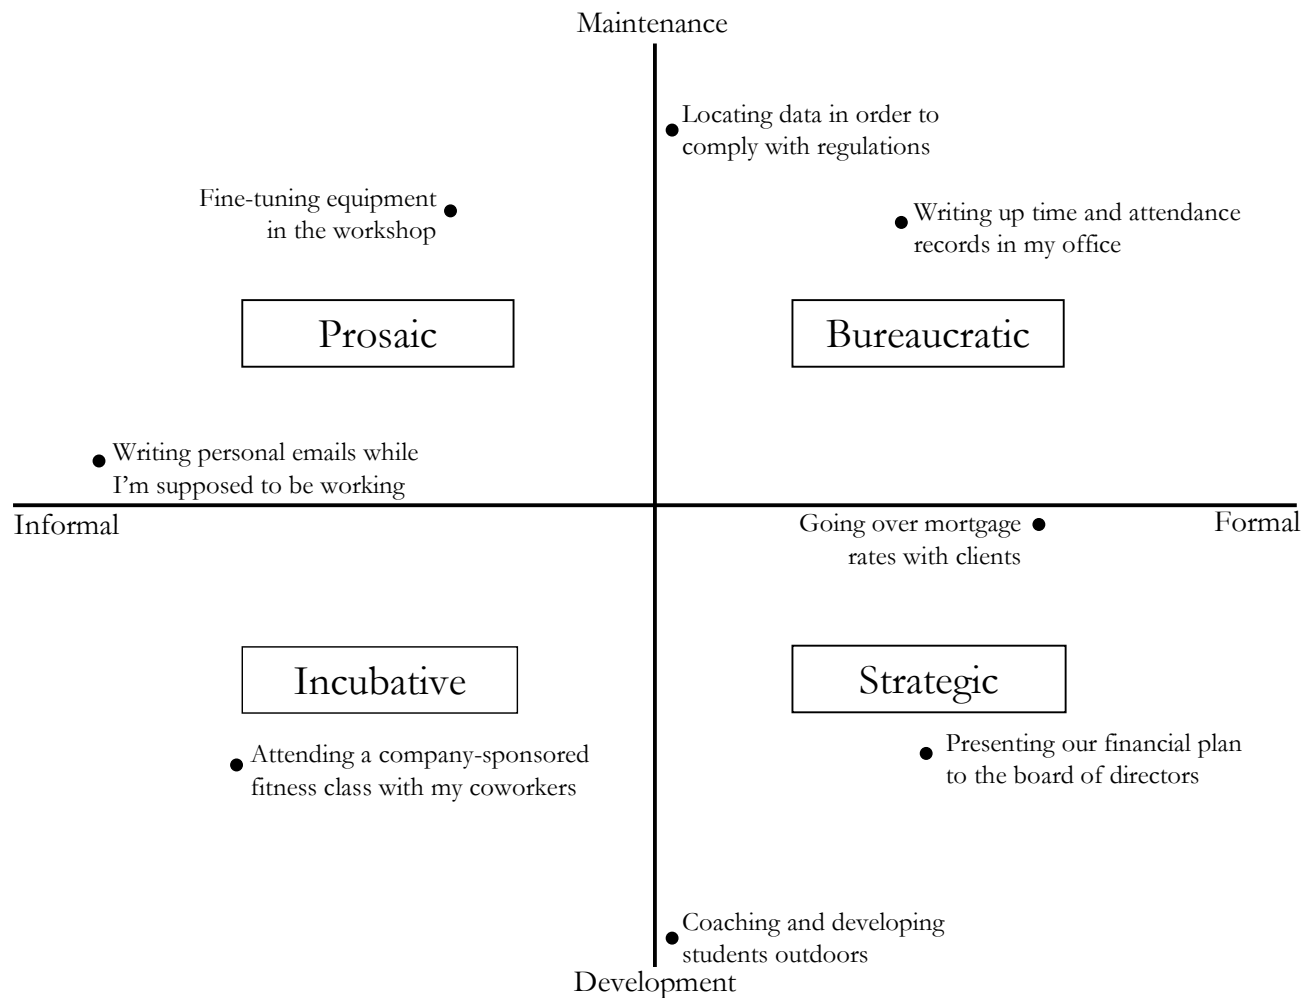 Maintenance
Locating data in order to
comply with regulations
Fine-tuning equipment
in the workshop
Writing up time and attendance
records in my office
Prosaic
Bureaucratic
Writing personal emails while
I’m supposed to be working
Informal
Formal
Going over mortgage
rates with clients
Incubative
Strategic
Attending a company-sponsored
fitness class with my coworkers
Presenting our financial plan
to the board of directors
Coaching and developing
students outdoors
Development